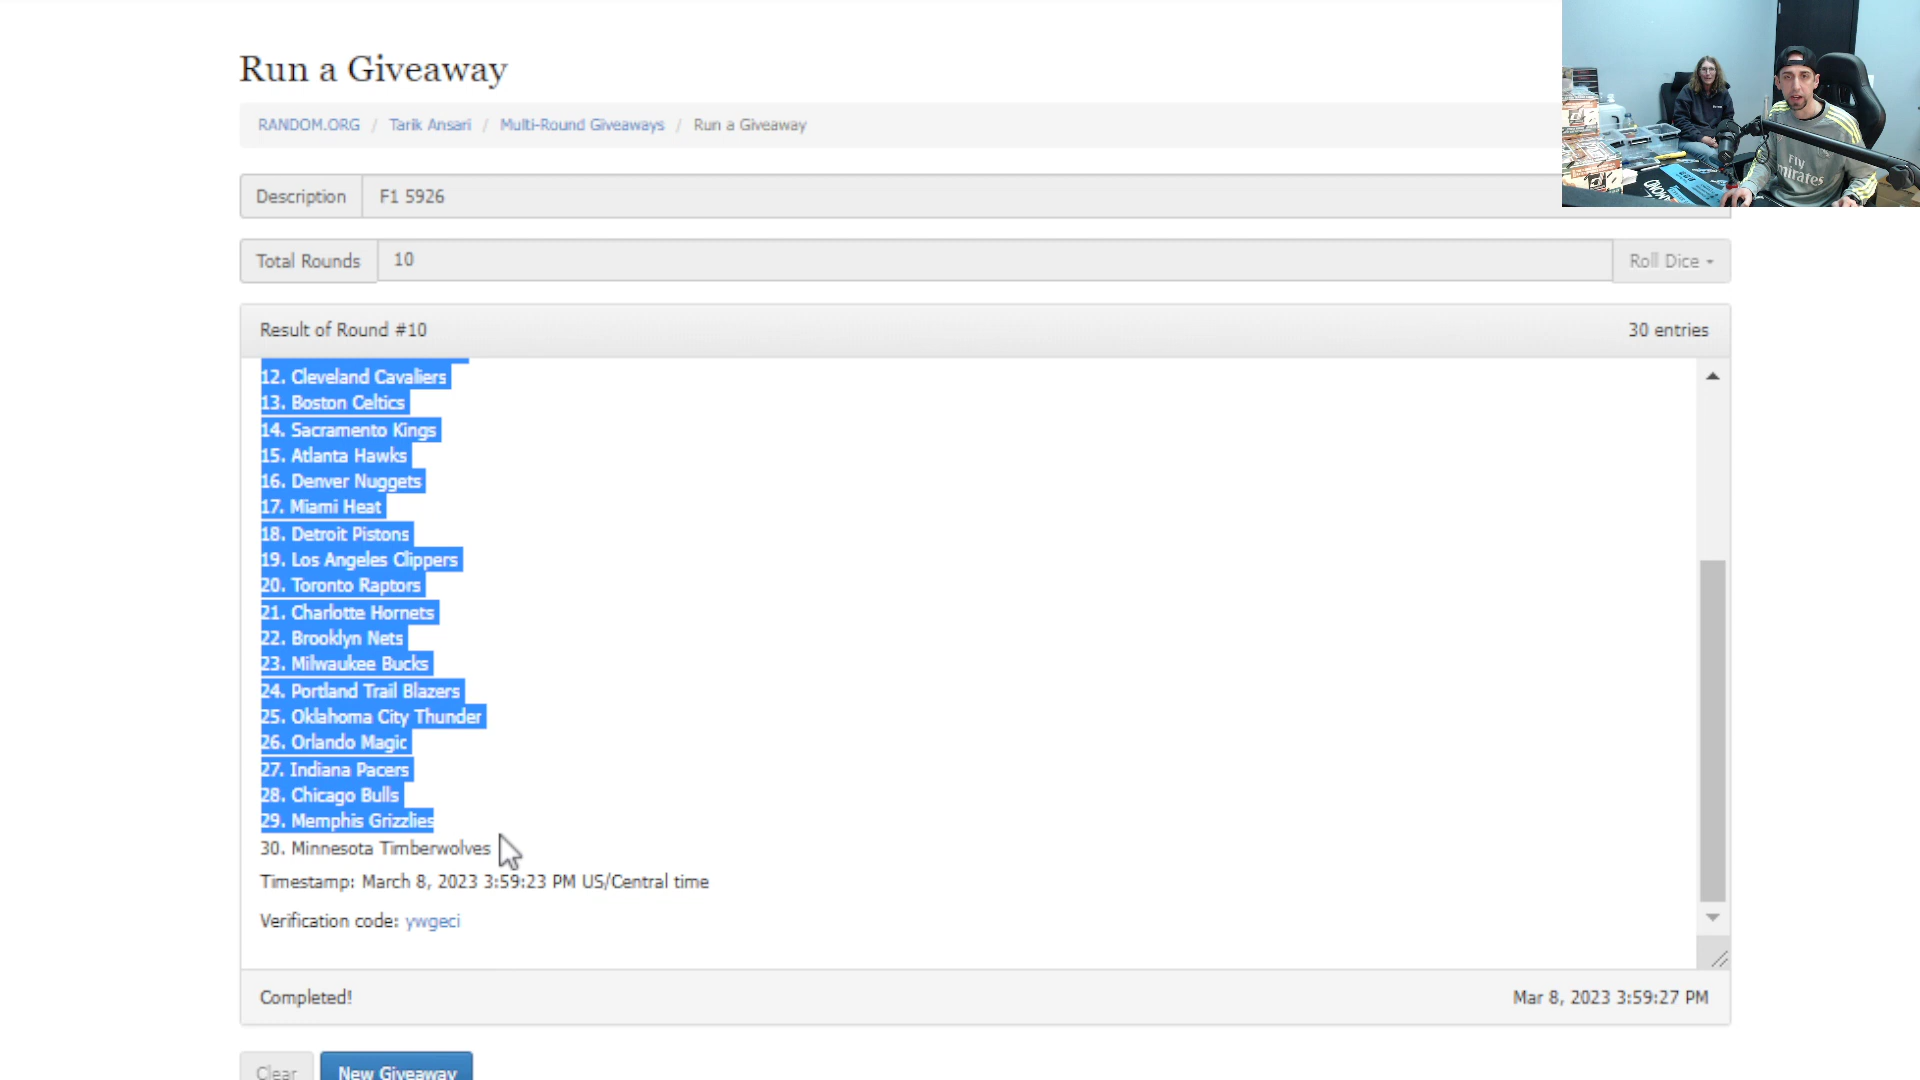 Run a Giveaway
RANDOM.ORG / Tarik Ansari / Multi-Round Giveaways / Run a Giveaway
Description F1 5926
Total Rounds 10 Roll Dice
Result of Round #10 30 entries
12. Cleveland Cavaliers
13. Boston Celtics
14. Sacramento Kings
15. Atlanta Hawks
16. Denver Nuggets
17. Miami Heat
18. Detroit Pistons
19. Los Angeles Clippers
20. Toronto Raptors
21. Charlotte Hornets
22. Brooklyn Nets
23. Milwaukee Bucks
24. Portland Trail Blazers
25. Oklahoma City Thunder
26. Orlando Magic
27. Indiana Pacers
28. Chicago Bulls
29. Memphis Grizzlies
30. Minnesota Timberwolves
Timestamp: March 8, 2023 3:59:23 PM US/Central time
Verification code: ywgeci
Completed! Mar 8, 2023 3:59:27 PM
Clear New Giveaway
Fly
Emirates